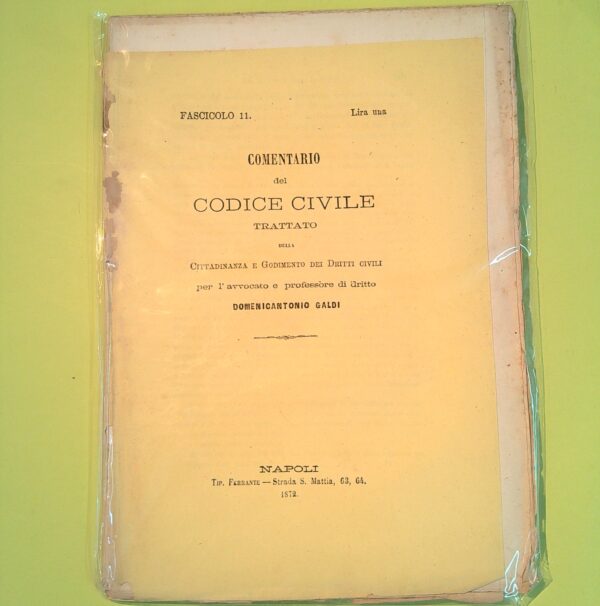 FASCICOLO 11. Lira una
COMENTARIO
del
CODICE CIVILE
TRATTATO
DELLA
CITTADINANZA E GODIMENTO DEI DRITTI CIVILI
per l'avvocato e professore di dritto
DOMENICANTONIO GALDI
NAPOLI
TIP. FERRANTE — Strada S. Mattia, 63, 64.
1872.